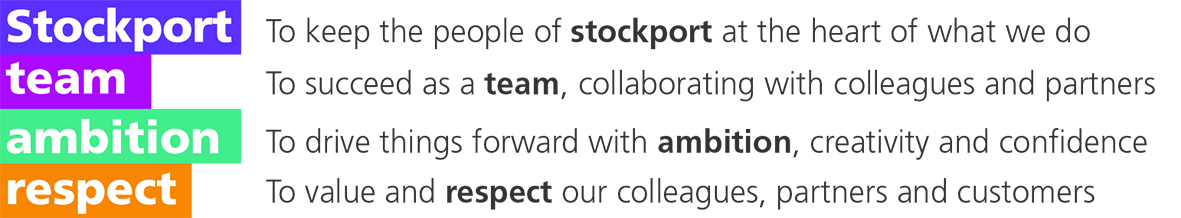 Stockport To keep the people of stockport at the heart of what we do
team To succeed as a team, collaborating with colleagues and partners
ambition To drive things forward with ambition, creativity and confidence
respect To value and respect our colleagues, partners and customers